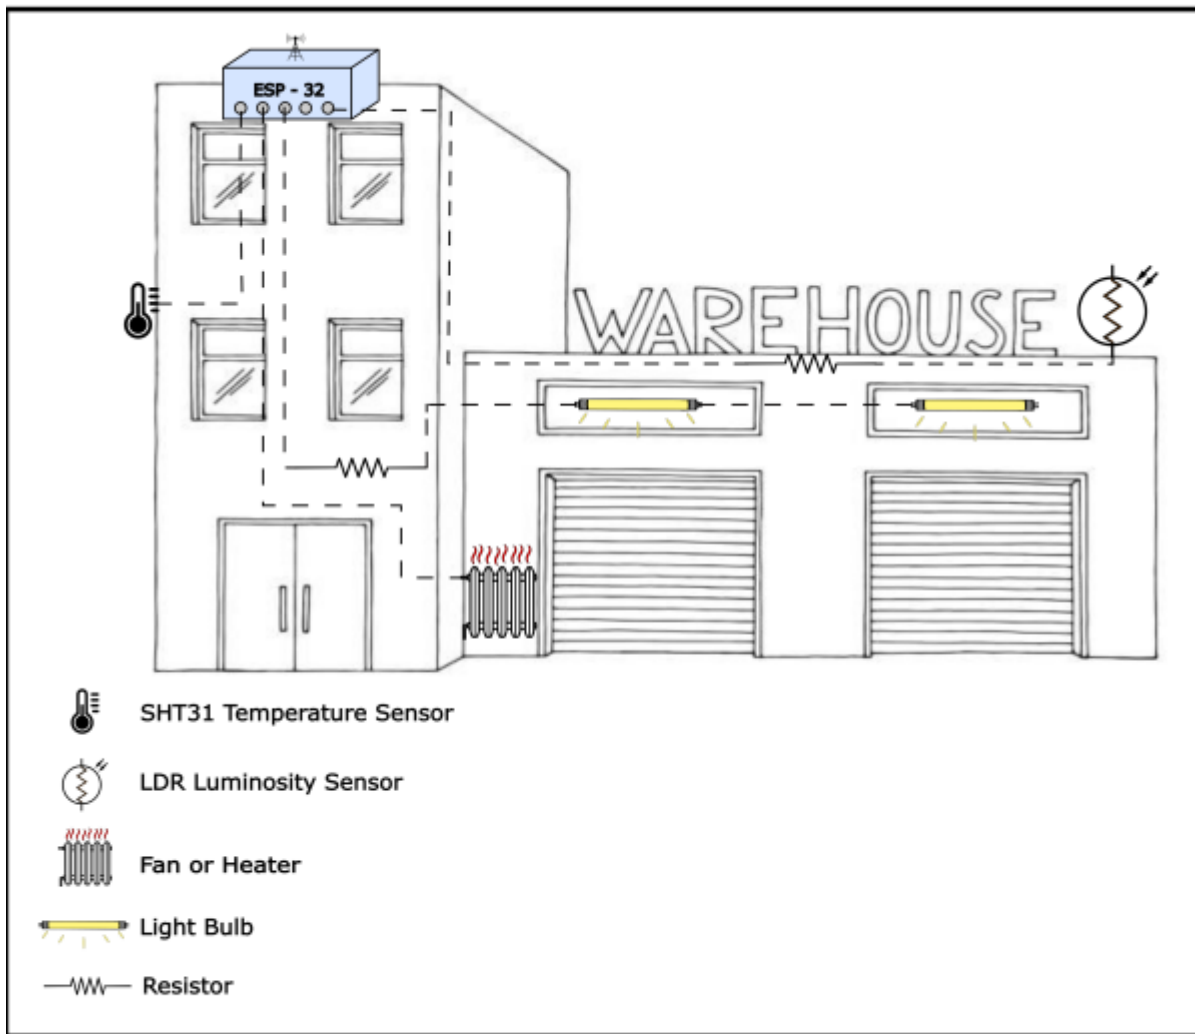 ESP - 32
WAREHOUSE
SHT31 Temperature Sensor
LDR Luminosity Sensor
Fan or Heater
Light Bulb
Resistor